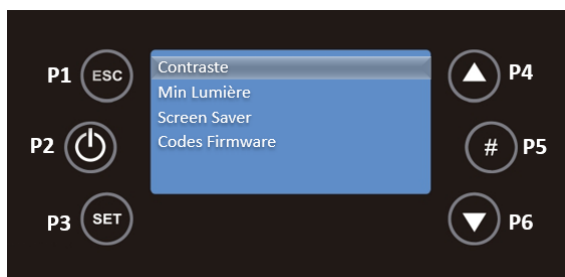 P1 ESC
Contraste
P4
Min Lumière
Screen Saver
P2
Codes Firmware
# P5
P3 SET
P6